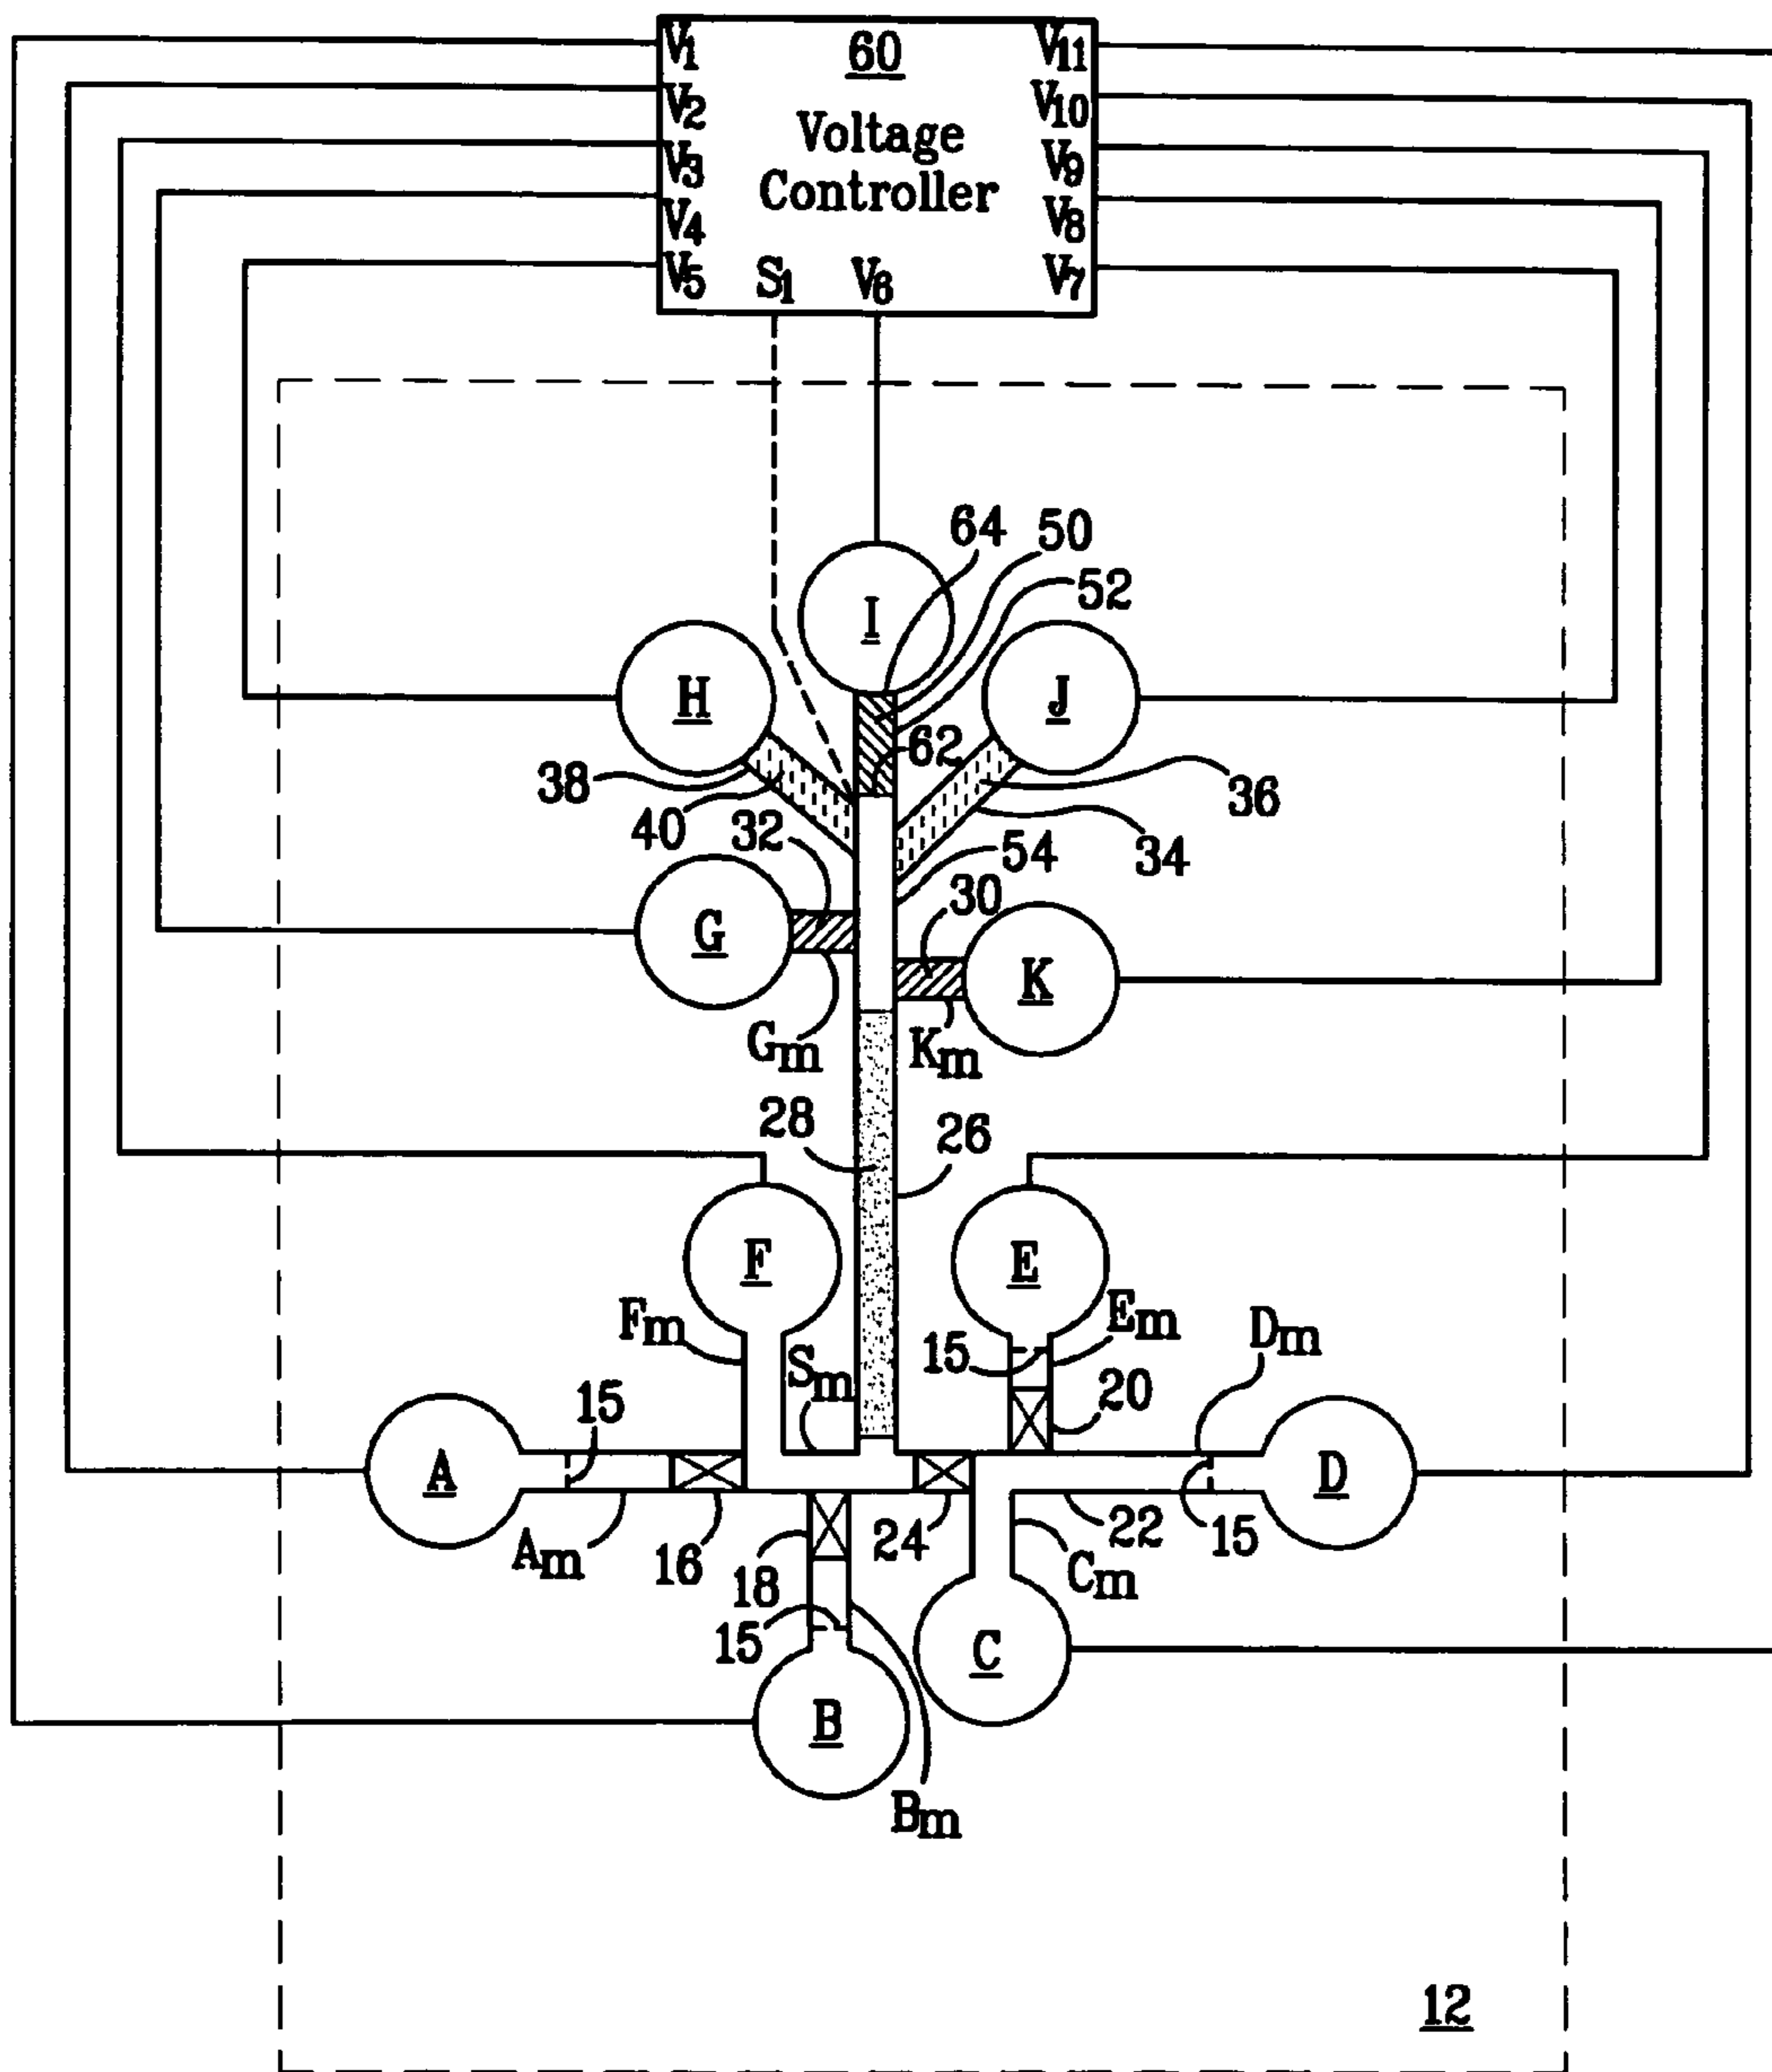 V1 60 V11
V2 Voltage V10
V3 Controller V9
V4 V8
V5 S1 V6 V7
64 50
I 52
H J
62
38 36
40 32 34
54
G 30
K
Gm Km
28 26
F E
Fm Em Dm
Sm 15
15 20
A D
Am 16 24 22 15
18 Cm
15 C
B
Bm
12